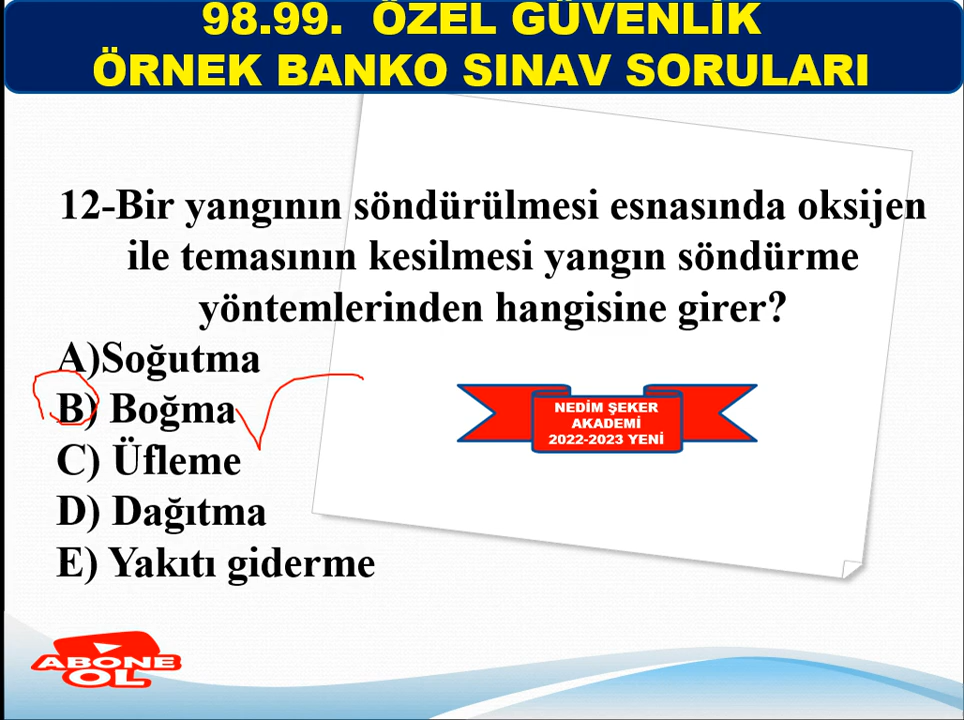 98.99. ÖZEL GÜVENLİK
ÖRNEK BANKO SINAV SORULARI
12-Bir yangının söndürülmesi esnasında oksijen
ile temasının kesilmesi yangın söndürme
yöntemlerinden hangisine girer?
A)Soğutma
B) Boğma
C) Üfleme
D) Dağıtma
E) Yakıtı giderme
NEDİM ŞEKER
AKADEMİ
2022-2023 YENİ
ABONE
OL